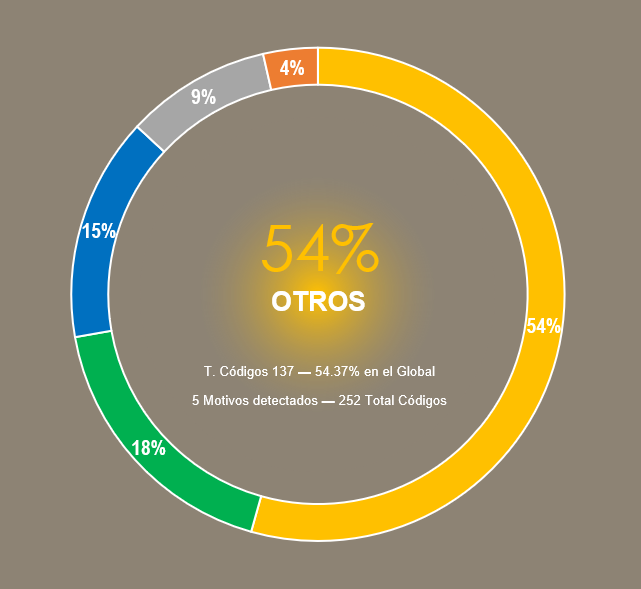 4%
9%
15%
54%
OTROS
54%
T. Códigos 137 — 54.37% en el Global
5 Motivos detectados — 252 Total Códigos
18%